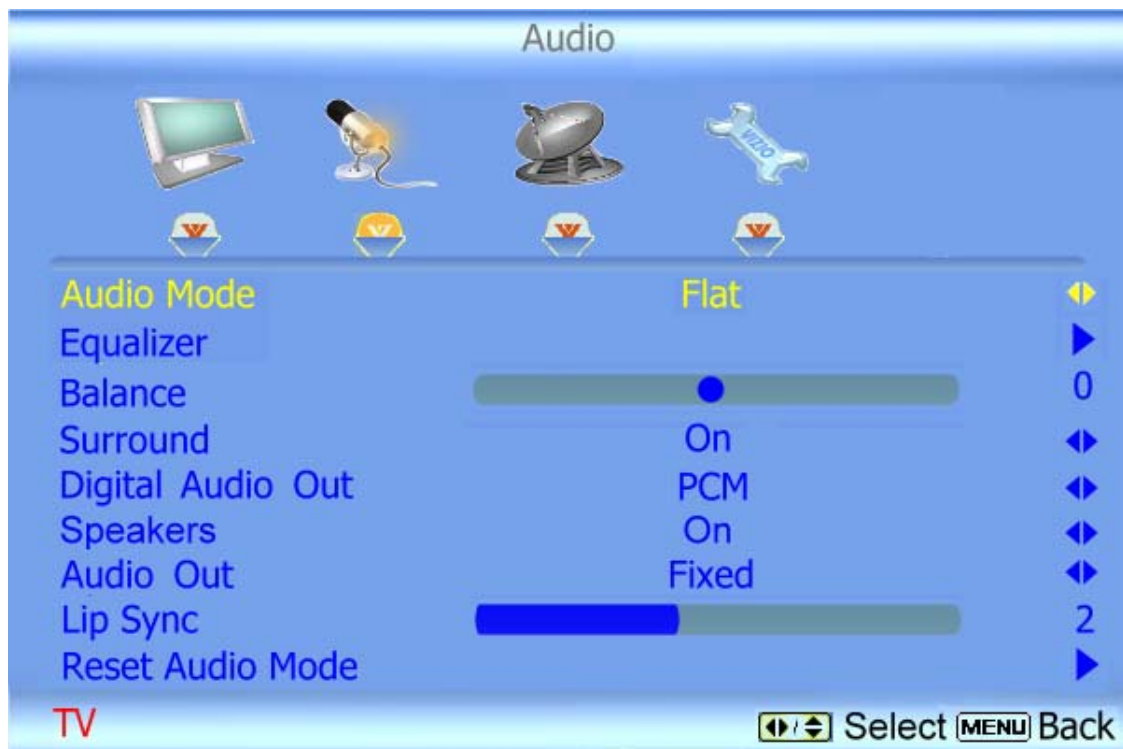 Audio
VIZIO
Audio Mode Flat
Equalizer
Balance 0
Surround On
Digital Audio Out PCM
Speakers On
Audio Out Fixed
Lip Sync 2
Reset Audio Mode
TV / Select MENU Back